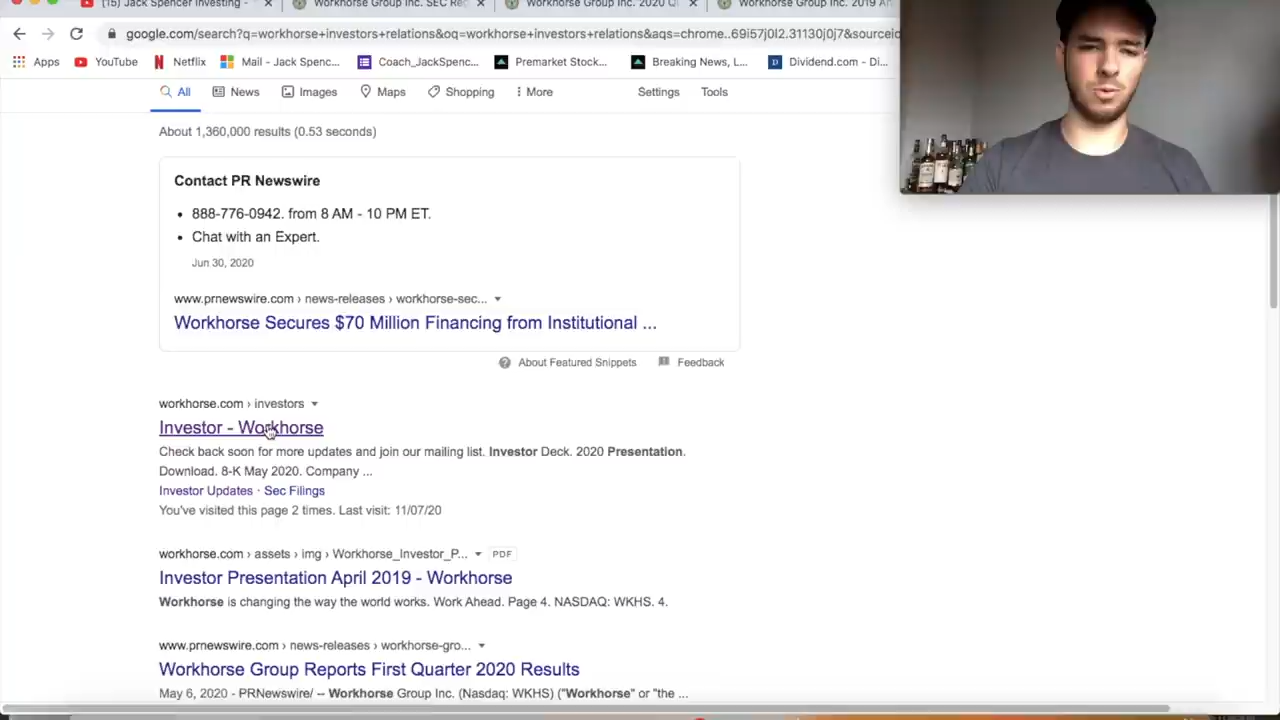 (15) Jack Spencer Investing -
Workhorse Group Inc. SEC Re
Workhorse Group Inc. 2020 Q
Workhorse Group Inc. 2019 An
google.com/search?q=workhorse+investors+relations&oq=workhorse+investors+relations&aqs=chrome..69i57j0l2.31130j0j7&sourceid
Apps
YouTube
Netflix
Mail - Jack Spenc...
Coach_JackSpenc...
Premarket Stock...
Breaking News, L...
Dividend.com - Di...
All
News
Images
Maps
Shopping
More
Settings
Tools
About 1,360,000 results (0.53 seconds)
Contact PR Newswire
• 888-776-0942. from 8 AM - 10 PM ET.
• Chat with an Expert.
Jun 30, 2020
www.prnewswire.com › news-releases › workhorse-sec...
Workhorse Secures $70 Million Financing from Institutional ...
About Featured Snippets
Feedback
workhorse.com › investors
Investor - Workhorse
Check back soon for more updates and join our mailing list. Investor Deck. 2020 Presentation.
Download. 8-K May 2020. Company ...
Investor Updates · Sec Filings
You've visited this page 2 times. Last visit: 11/07/20
workhorse.com › assets › img › Workhorse_Investor_P... PDF
Investor Presentation April 2019 - Workhorse
Workhorse is changing the way the world works. Work Ahead. Page 4. NASDAQ: WKHS. 4.
www.prnewswire.com › news-releases › workhorse-gro...
Workhorse Group Reports First Quarter 2020 Results
May 6, 2020 - PRNewswire/ -- Workhorse Group Inc. (Nasdaq: WKHS) ("Workhorse" or "the ...